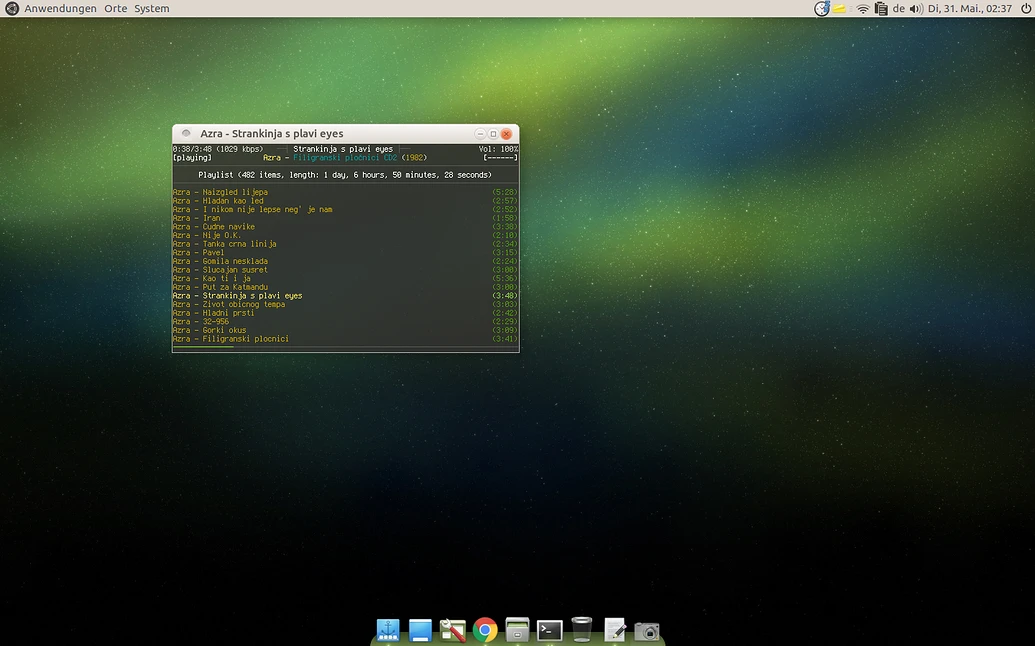 Anwendungen Orte System
de Di, 31. Mai., 02:37
Azra - Strankinja s plavi eyes
0:38/3:48 (1029 kbps) Strankinja s plavi eyes Vol: 100%
[playing] Azra - Filigranski pločnici CD2 (1982) [------]
Playlist (482 items, length: 1 day, 6 hours, 50 minutes, 28 seconds)
Azra - Naizgled lijepa (5:28)
Azra - Hladan kao led (2:57)
Azra - I nikom nije lepse neg' je nam (2:52)
Azra - Iran (1:58)
Azra - Cudne navike (3:38)
Azra - Nije O.K. (2:10)
Azra - Tanka crna linija (2:34)
Azra - Pavel (3:15)
Azra - Gomila nesklada (2:24)
Azra - Slucajan susret (3:00)
Azra - Kao ti i ja (5:36)
Azra - Put za Katmandu (3:00)
Azra - Strankinja s plavi eyes (3:48)
Azra - Zivot obicnog tempa (3:03)
Azra - Hladni prsti (2:42)
Azra - 32-956 (2:29)
Azra - Gorki okus (3:09)
Azra - Filigranski plocnici (3:41)